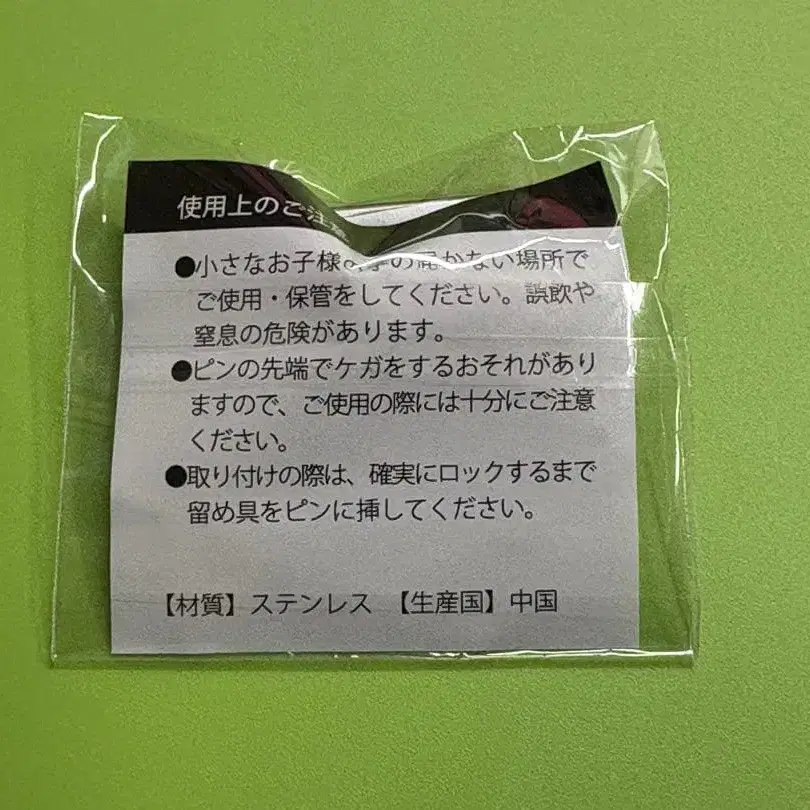 使用上のご注意
●小さなお子様の手の届かない場所で
ご使用・保管をしてください。誤飲や
窒息の危険があります。
●ピンの先端でケガをするおそれがあり
ますので、ご使用の際には十分にご注意
ください。
●取り付けの際は、確実にロックするまで
留め具をピンに挿してください。
【材質】ステンレス 【生産国】中国